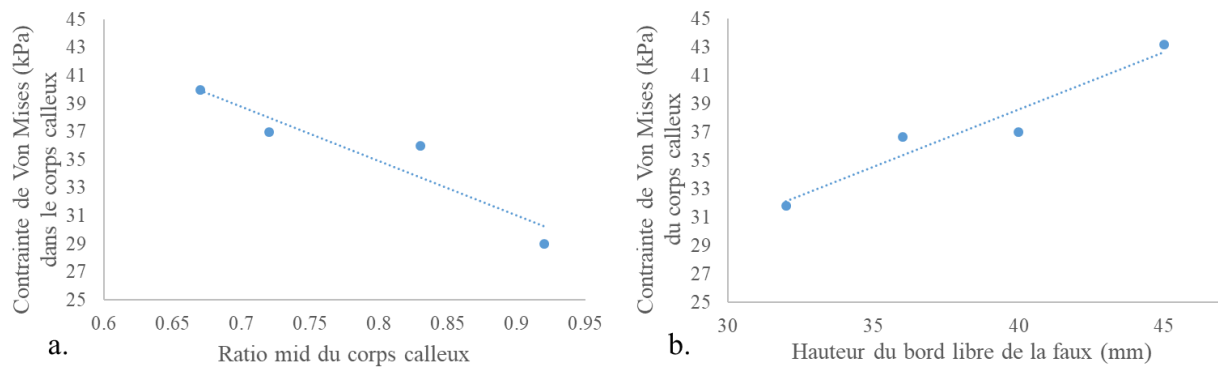 Contrainte de Von Mises (kPa)
dans le corps calleux
45
43
41
39
37
35
33
31
29
27
25
0.6 0.65 0.7 0.75 0.8 0.85 0.9 0.95
a.
Ratio mid du corps calleux
Contrainte de Von Mises (kPa)
du corps calleux
45
43
41
39
37
35
33
31
29
27
25
30 35 40 45
b.
Hauteur du bord libre de la faux (mm)